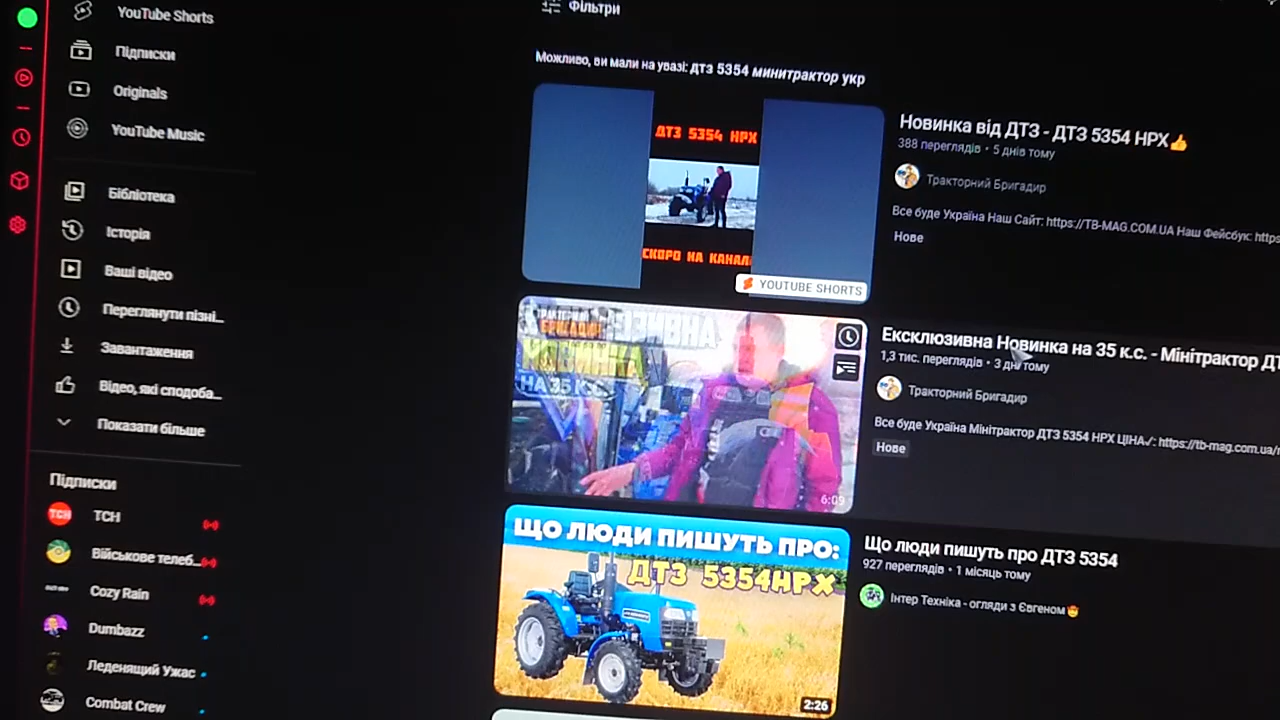 YouTube Shorts
Підписки
Originals
YouTube Music
Бібліотека
Історія
Ваші відео
Переглянути пізні...
Завантаження
Відео, які сподоба...
Показати більше
Підписки
ТСН
ТСН
Військове телеб...
Cozy Rain
Dumbazz
Леденящий Ужас
Combat Crew
Фільтри
Можливо, ви мали на увазі: дтз 5354 минитрактор укр
ДТЗ 5354 НРХ
СКОРО НА КАНАЛ
YOUTUBE SHORTS
Новинка від ДТЗ - ДТЗ 5354 НРХ👍
388 переглядів • 5 днів тому
Тракторний Бригадир
Все буде Україна Наш Сайт: https://TB-MAG.COM.UA Наш Фейсбук: https
Нове
ТРАКТОРНИЙ
БРИГАДИР
НОВИНКА
НА 35 К.С.
6:09
Ексклюзивна Новинка на 35 к.с. - Мінітрактор ДТ
1,3 тис. переглядів • 3 дні тому
Тракторний Бригадир
Все буде Україна Мінітрактор ДТЗ 5354 НРХ ЦІНА✓: https://tb-mag.com.ua/
Нове
ЩО ЛЮДИ ПИШУТЬ ПРО:
ДТЗ 5354НРХ
2:26
Що люди пишуть про ДТЗ 5354
927 переглядів • 1 місяць тому
Інтер Техніка - огляди з Євгеном🤠